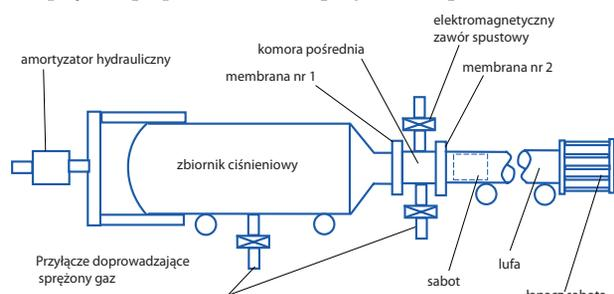 elektromagnetyczny
zawór spustowy
komora pośrednia
amortyzator hydrauliczny
membrana nr 2
membrana nr 1
zbiornik ciśnieniowy
Przyłącze doprowadzające
sprężony gaz
lufa
sabot